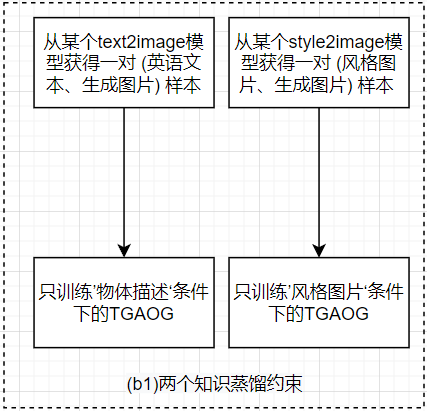 从某个text2image模
型获得一对 (英语文
本、生成图片) 样本
从某个style2image模
型获得一对 (风格图
片、生成图片) 样本
只训练'物体描述'条件
下的TGAOG
只训练'风格图片'条件
下的TGAOG
(b1)两个知识蒸馏约束